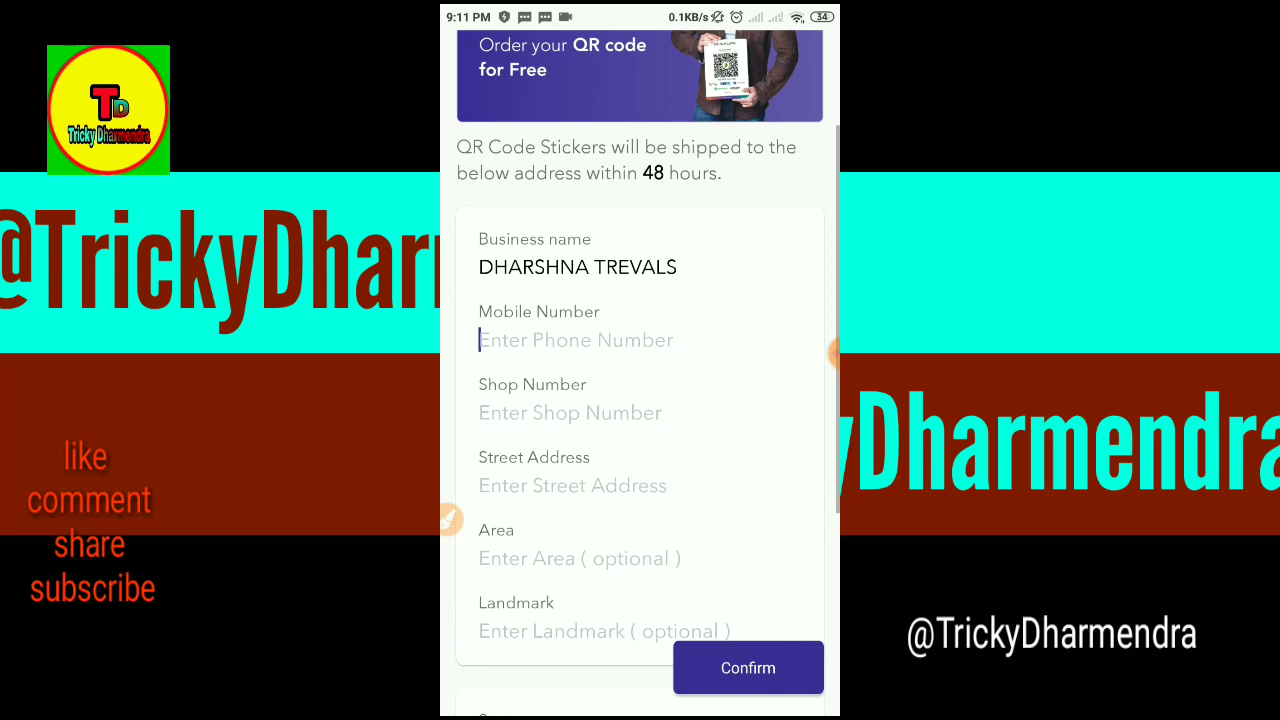 9:11 PM
0.1KB/s
34
TD
Tricky Dharmendra
Order your QR code
for Free
QR Code Stickers will be shipped to the
below address within 48 hours.
Business name
DHARSHNA TREVALS
Mobile Number
Enter Phone Number
Shop Number
Enter Shop Number
Street Address
Enter Street Address
Area
Enter Area ( optional )
Landmark
Enter Landmark ( optional )
Confirm
@TrickyDharm
yDharmendra
like
comment
share
subscribe
@TrickyDharmendra